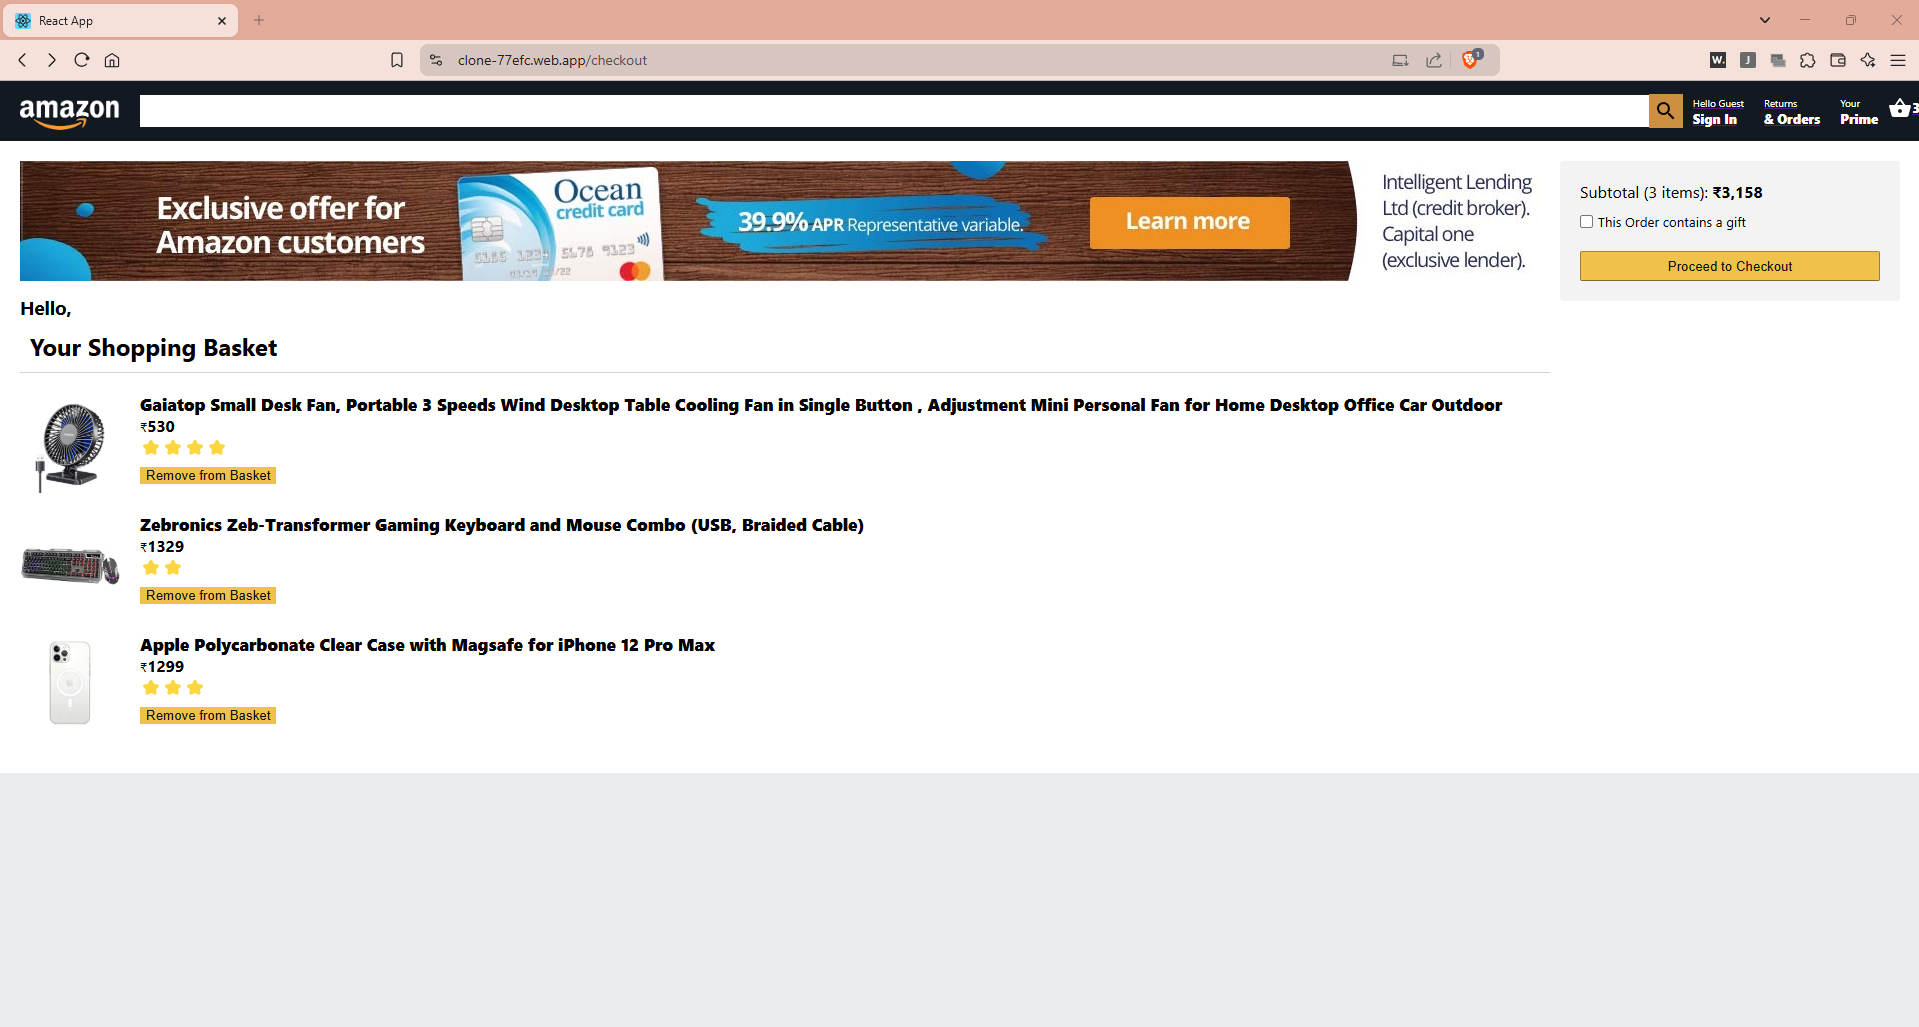 React App
clone-77efc.web.app/checkout
1
W.
J
amazon
Hello Guest
Sign In
Returns
& Orders
Your
Prime
3
Exclusive offer for
Amazon customers
Ocean
credit card
39.9% APR Representative variable.
Learn more
Intelligent Lending
Ltd (credit broker).
Capital one
(exclusive lender).
Subtotal (3 items): ₹3,158
This Order contains a gift
Proceed to Checkout
Hello,
Your Shopping Basket
Gaiatop Small Desk Fan, Portable 3 Speeds Wind Desktop Table Cooling Fan in Single Button , Adjustment Mini Personal Fan for Home Desktop Office Car Outdoor
₹530
Remove from Basket
Zebronics Zeb-Transformer Gaming Keyboard and Mouse Combo (USB, Braided Cable)
₹1329
Remove from Basket
Apple Polycarbonate Clear Case with Magsafe for iPhone 12 Pro Max
₹1299
Remove from Basket